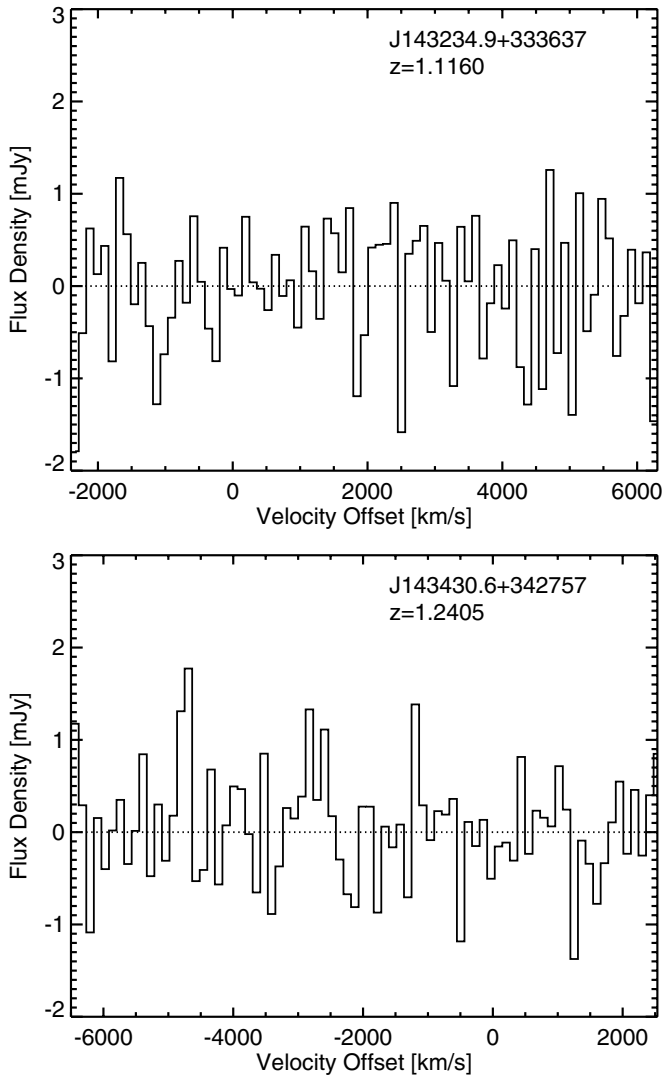 3
2
1
0
-1
-2
Flux Density [mJy]
J143234.9+333637
z=1.1160
-2000 0 2000 4000 6000
Velocity Offset [km/s]
3
2
1
0
-1
-2
Flux Density [mJy]
J143430.6+342757
z=1.2405
-6000 -4000 -2000 0 2000
Velocity Offset [km/s]